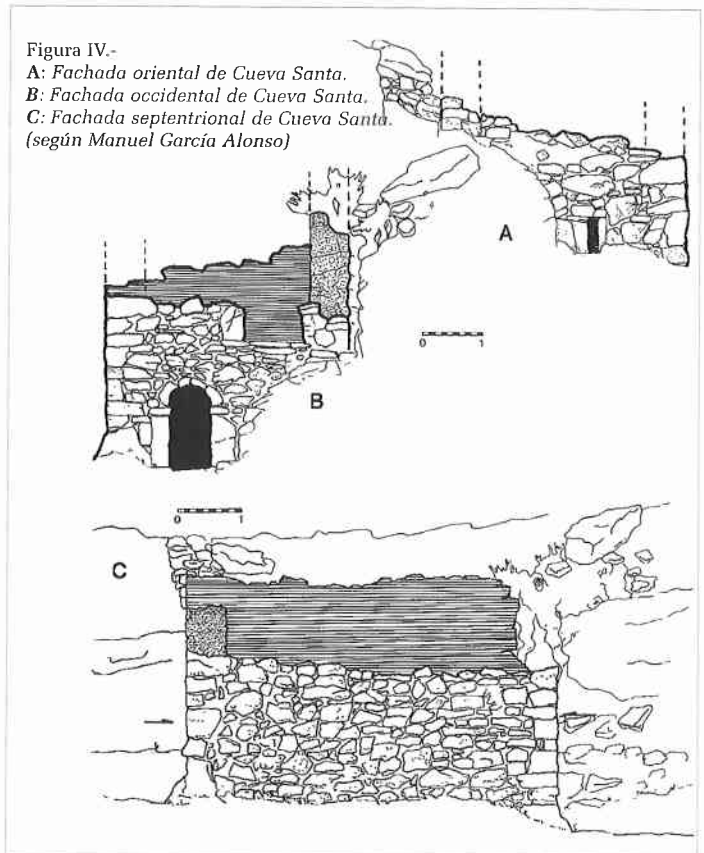 Figura IV.-
A: Fachada oriental de Cueva Santa.
B: Fachada occidental de Cueva Santa.
C: Fachada septentrional de Cueva Santa.
(según Manuel García Alonso)
A
0 1
B
0 1
C